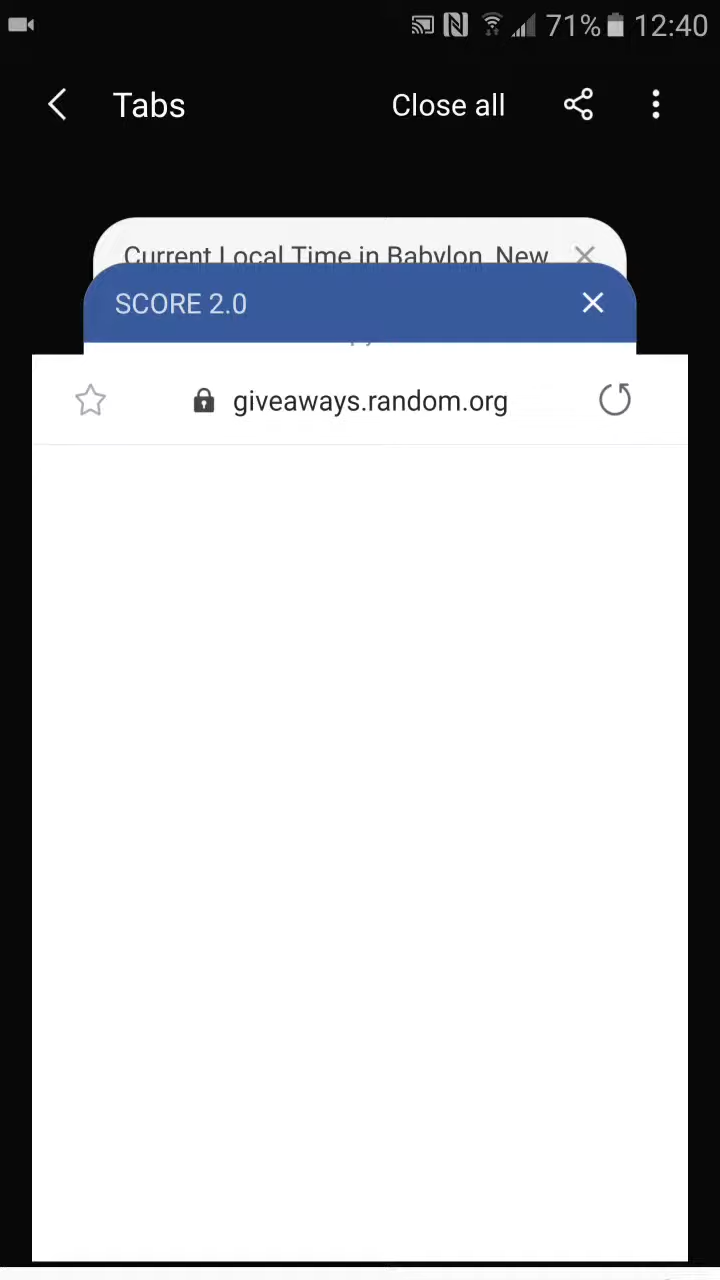 71% 12:40
Tabs Close all
Current Local Time in Babylon, New
SCORE 2.0
giveaways.random.org